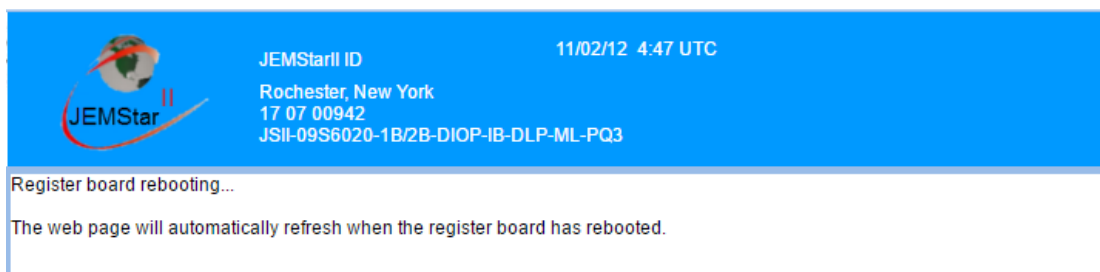 JEMStar II
JEMStarII ID
11/02/12 4:47 UTC
Rochester, New York
17 07 00942
JSII-09S6020-1B/2B-DIOP-IB-DLP-ML-PQ3
Register board rebooting...
The web page will automatically refresh when the register board has rebooted.